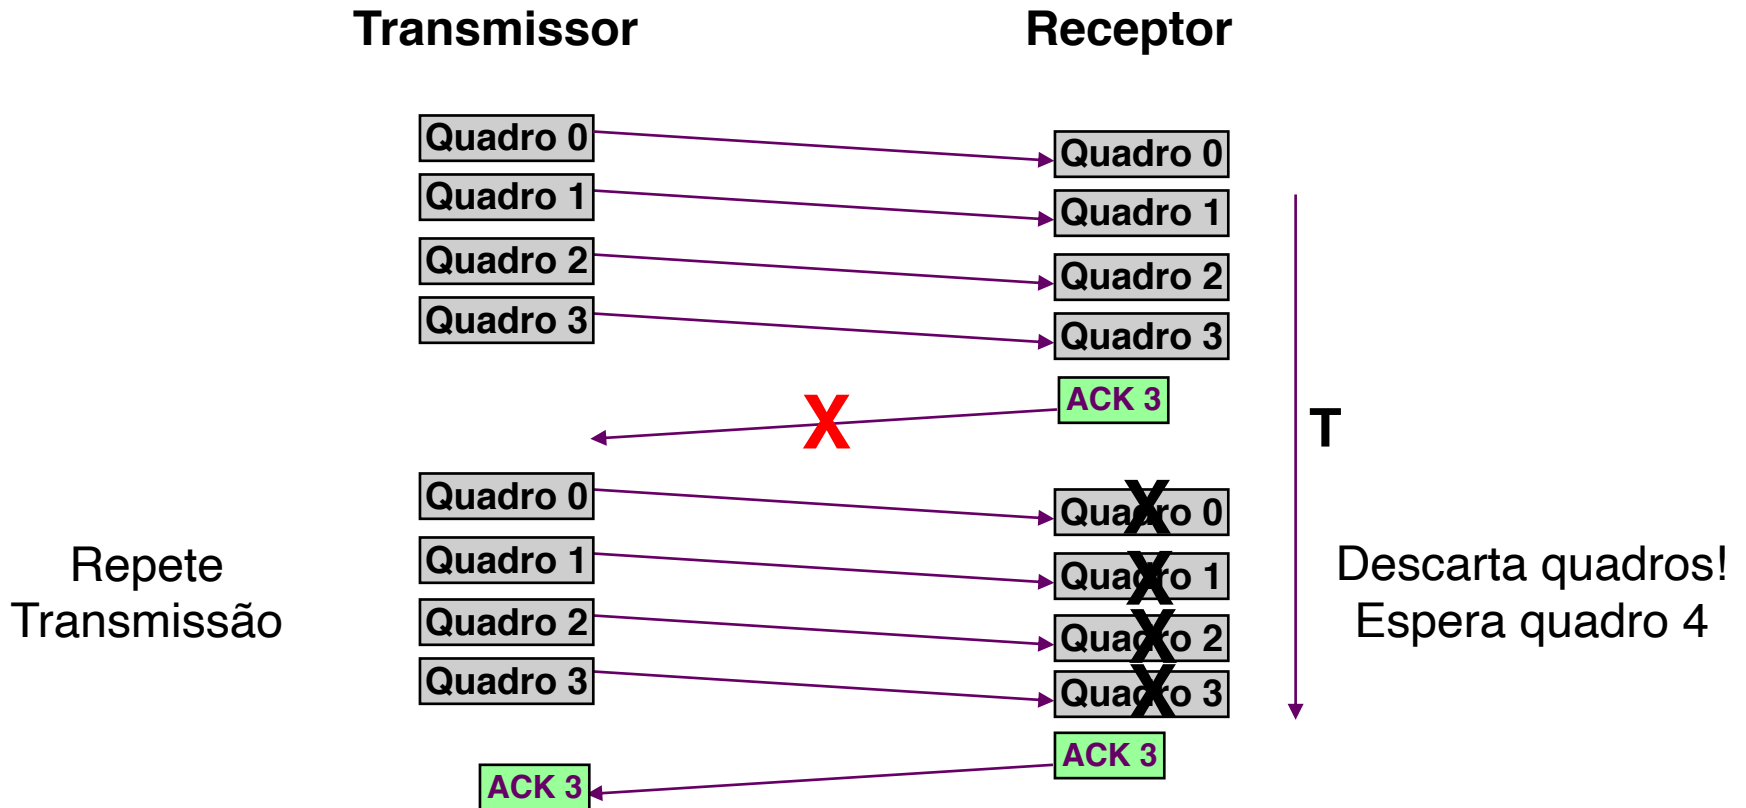 Transmissor
Receptor
Quadro 0
Quadro 0
Quadro 1
Quadro 1
Quadro 2
Quadro 2
Quadro 3
Quadro 3
ACK 3
X
T
Quadro 0
Quadro 0
X
Quadro 1
Quadro 1
X
Quadro 2
Quadro 2
X
Quadro 3
Quadro 3
X
Repete
Transmissão
Descarta quadros!
Espera quadro 4
ACK 3
ACK 3